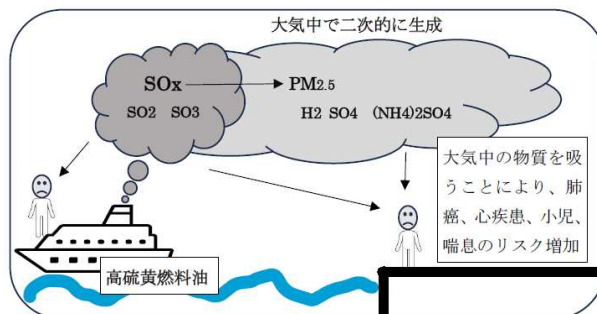 大気中で二次的に生成
SOx PM2.5
SO2 SO3 H2 SO4 (NH4)2SO4
大気中の物質を吸
うことにより、肺
癌、心疾患、小児、
喘息のリスク増加
高硫黄燃料油